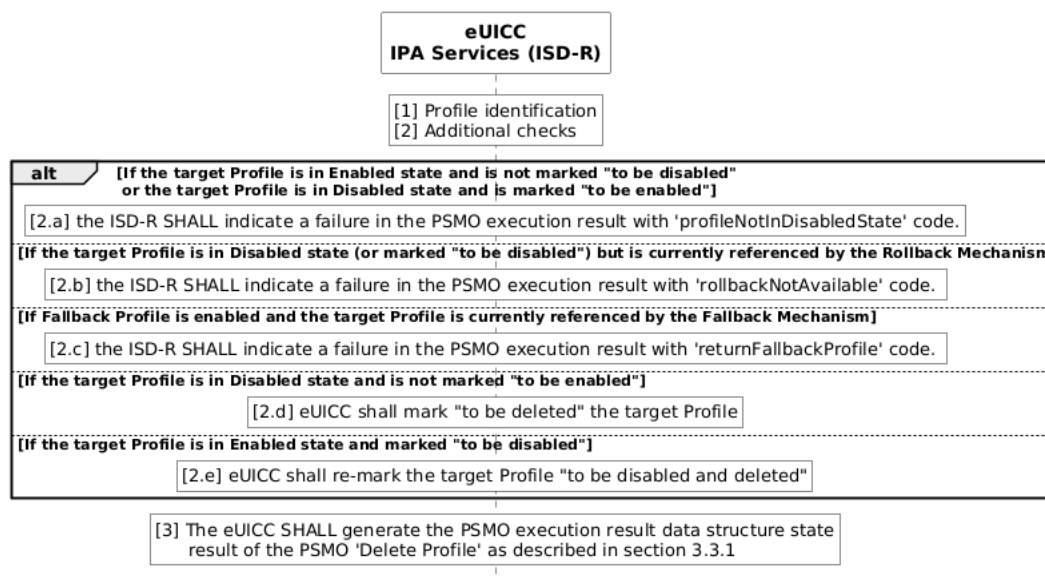 eUICC
IPA Services (ISD-R)
[1] Profile identification
[2] Additional checks
alt
[If the target Profile is in Enabled state and is not marked "to be disabled"
or the target Profile is in Disabled state and is marked "to be enabled"]
[2.a] the ISD-R SHALL indicate a failure in the PSMO execution result with 'profileNotInDisabledState' code.
[If the target Profile is in Disabled state (or marked "to be disabled") but is currently referenced by the Rollback Mechanism
[2.b] the ISD-R SHALL indicate a failure in the PSMO execution result with 'rollbackNotAvailable' code.
[If Fallback Profile is enabled and the target Profile is currently referenced by the Fallback Mechanism]
[2.c] the ISD-R SHALL indicate a failure in the PSMO execution result with 'returnFallbackProfile' code.
[If the target Profile is in Disabled state and is not marked "to be enabled"]
[2.d] eUICC shall mark "to be deleted" the target Profile
[If the target Profile is in Enabled state and marked "to be disabled"]
[2.e] eUICC shall re-mark the target Profile "to be disabled and deleted"
[3] The eUICC SHALL generate the PSMO execution result data structure state
result of the PSMO 'Delete Profile' as described in section 3.3.1